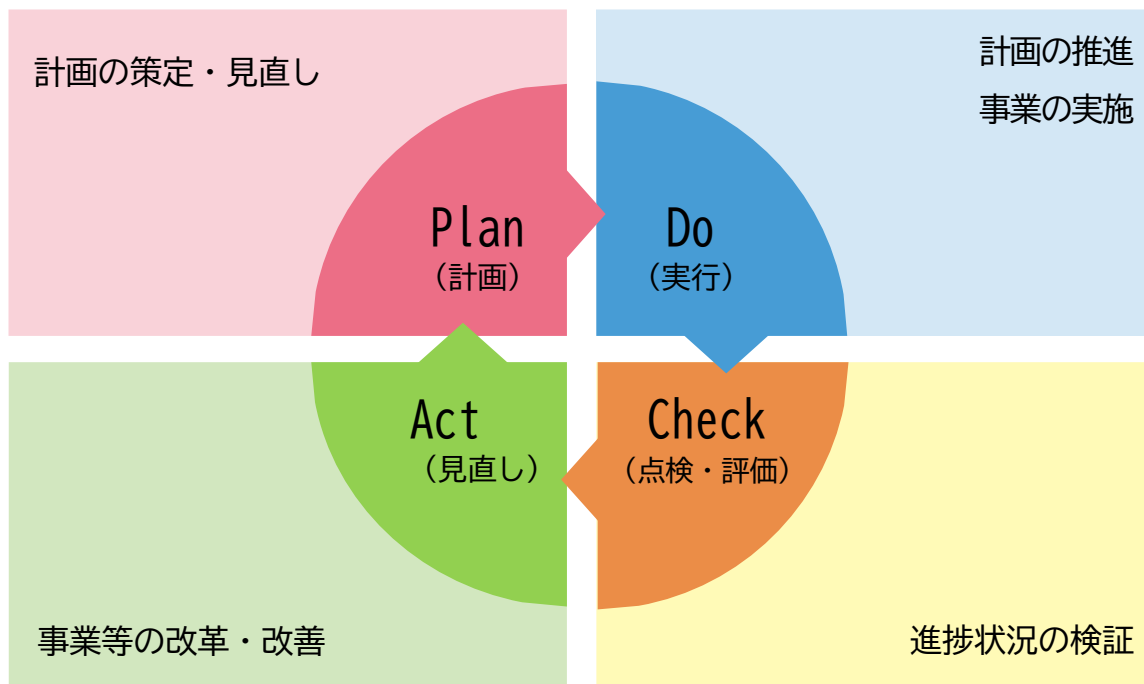 計画の策定・見直し
計画の推進
事業の実施
Plan
（計画）
Do
（実行）
Act
（見直し）
Check
（点検・評価）
事業等の改革・改善
進捗状況の検証